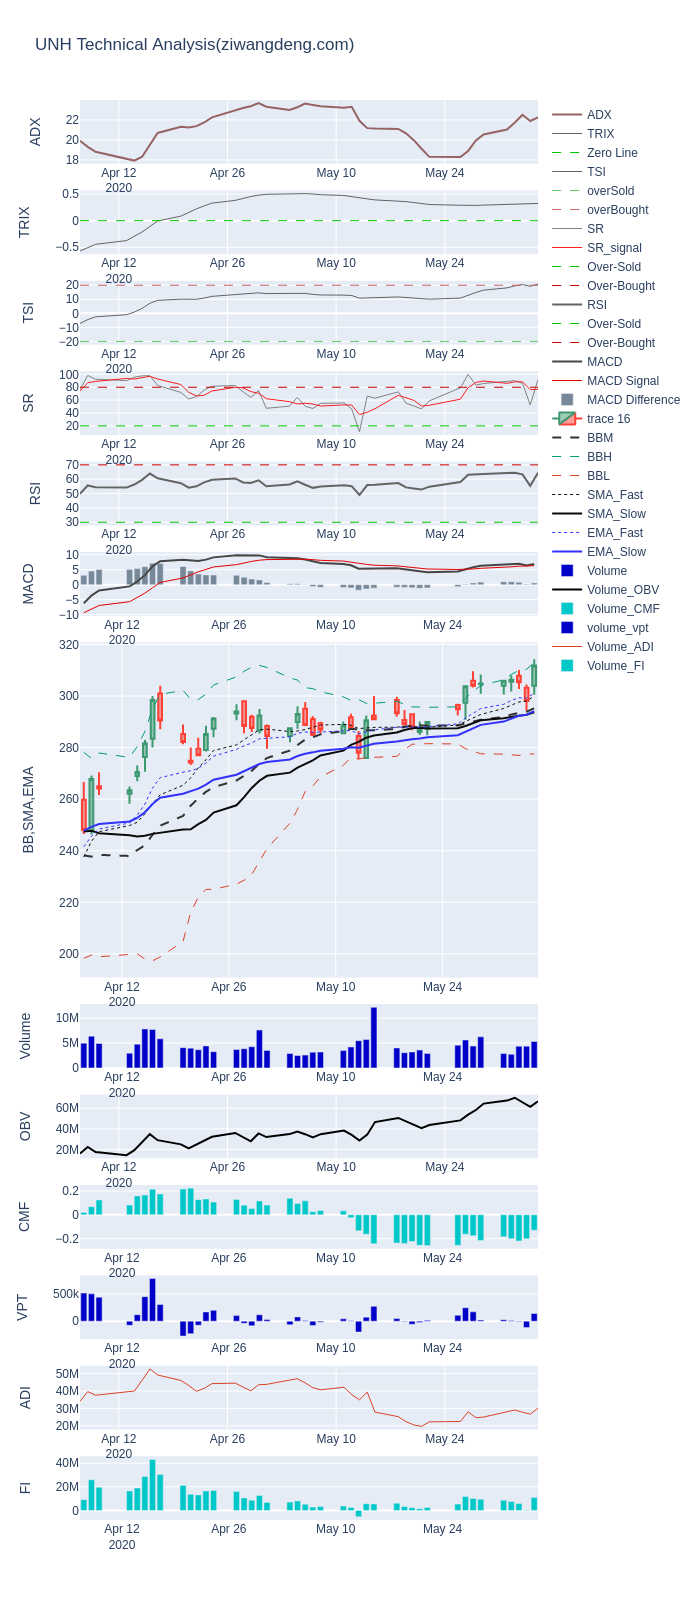 UNH Technical Analysis(ziwangdeng.com)
ADX
22
20
18
Apr 12
2020
Apr 26
May 10
May 24
TRIX
0.5
0
−0.5
Apr 12
2020
Apr 26
May 10
May 24
TSI
20
10
0
−10
−20
Apr 12
2020
Apr 26
May 10
May 24
SR
100
80
60
40
20
Apr 12
2020
Apr 26
May 10
May 24
RSI
70
60
50
40
30
Apr 12
2020
Apr 26
May 10
May 24
MACD
10
5
0
−5
−10
Apr 12
2020
Apr 26
May 10
May 24
BB,SMA,EMA
320
300
280
260
240
220
200
Apr 12
2020
Apr 26
May 10
May 24
Volume
10M
5M
0
Apr 12
2020
Apr 26
May 10
May 24
OBV
60M
40M
20M
Apr 12
2020
Apr 26
May 10
May 24
CMF
0.2
0
−0.2
Apr 12
2020
Apr 26
May 10
May 24
VPT
500k
0
Apr 12
2020
Apr 26
May 10
May 24
ADI
50M
40M
30M
20M
Apr 12
2020
Apr 26
May 10
May 24
FI
40M
20M
0
Apr 12
2020
Apr 26
May 10
May 24
ADX
TRIX
Zero Line
TSI
overSold
overBought
SR
SR_signal
Over-Sold
Over-Bought
RSI
Over-Sold
Over-Bought
MACD
MACD Signal
MACD Difference
trace 16
BBM
BBH
BBL
SMA_Fast
SMA_Slow
EMA_Fast
EMA_Slow
Volume
Volume_OBV
Volume_CMF
volume_vpt
Volume_ADI
Volume_FI